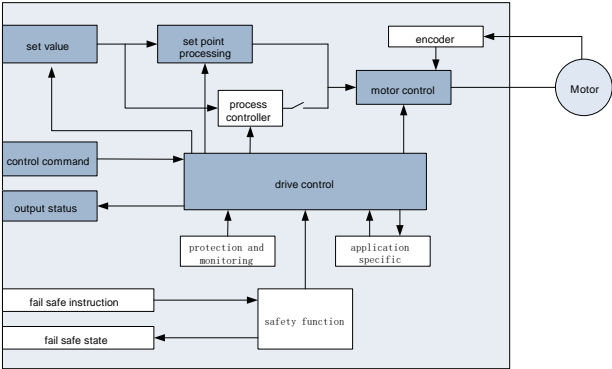 set value
set point
processing
encoder
motor control
Motor
process
controller
control command
drive control
output status
protection and
monitoring
application
specific
fail safe instruction
safety function
fail safe state